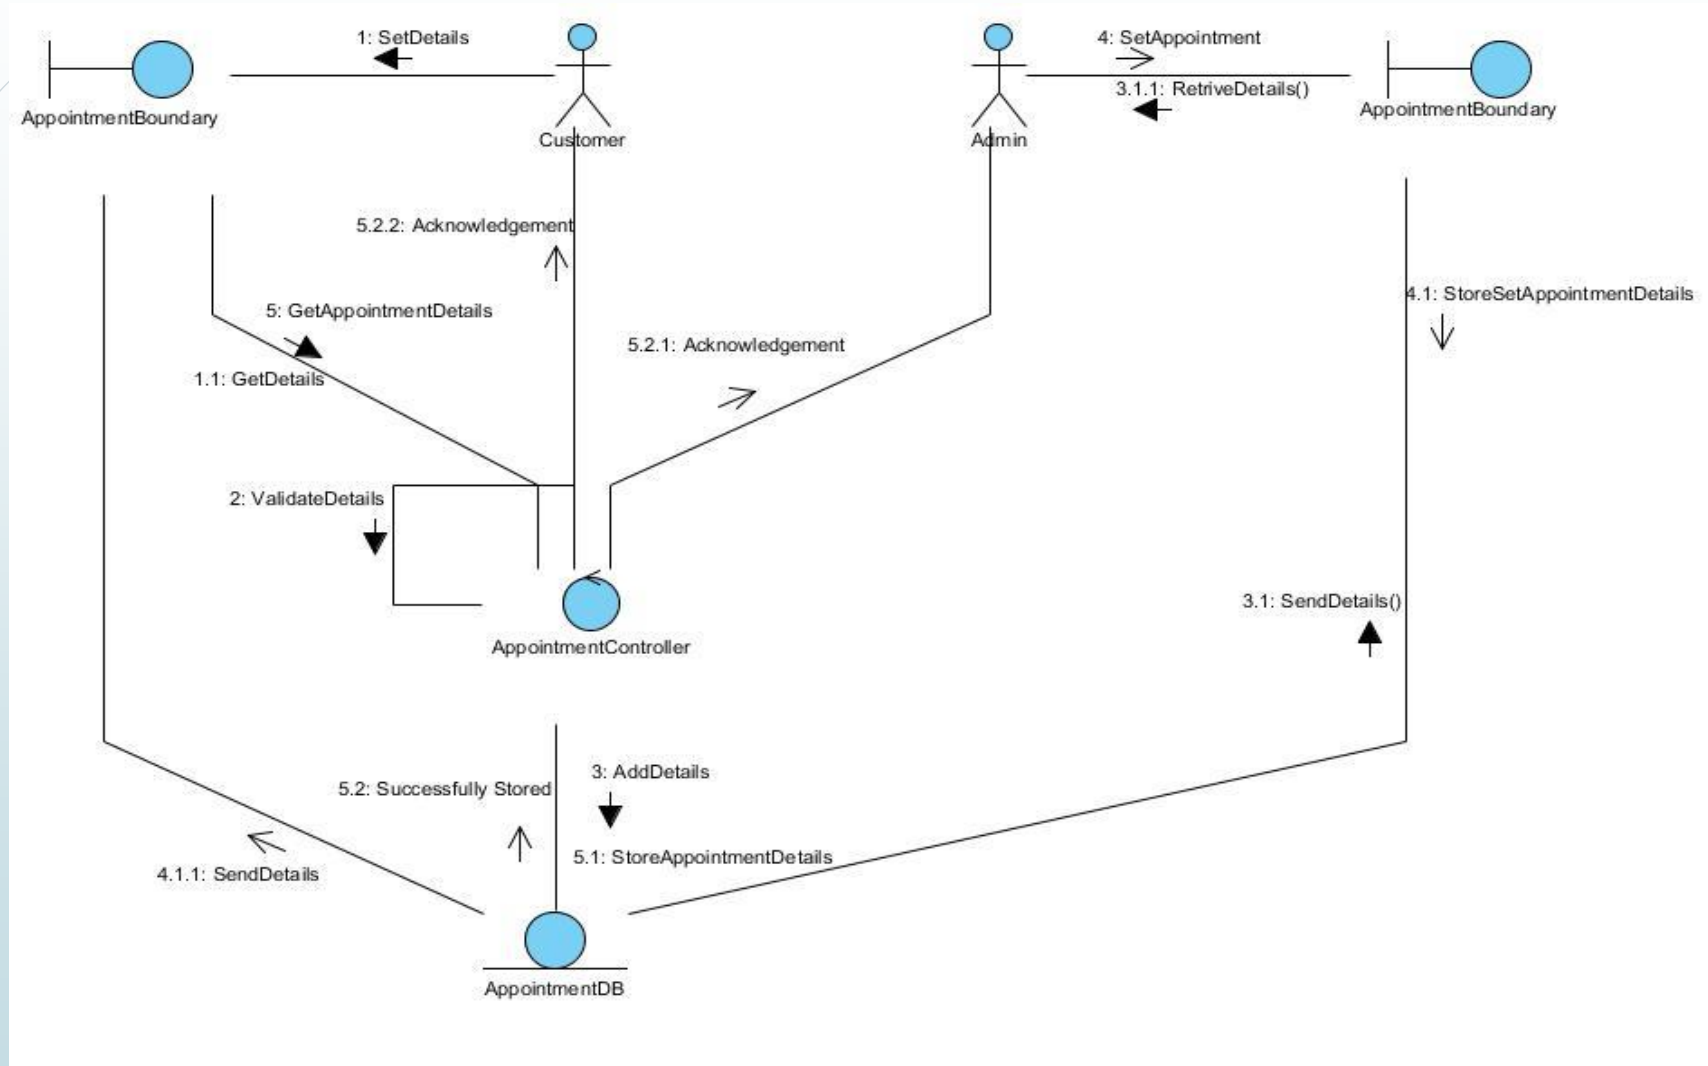 1: SetDetails
4: SetAppointment
3.1.1: RetriveDetails()
AppointmentBoundary
Customer
Admin
AppointmentBoundary
5.2.2: Acknowledgement
4.1: StoreSetAppointmentDetails
5: GetAppointmentDetails
5.2.1: Acknowledgement
1.1: GetDetails
2: ValidateDetails
3.1: SendDetails()
AppointmentController
3: AddDetails
5.2: Successfully Stored
5.1: StoreAppointmentDetails
4.1.1: SendDetails
AppointmentDB